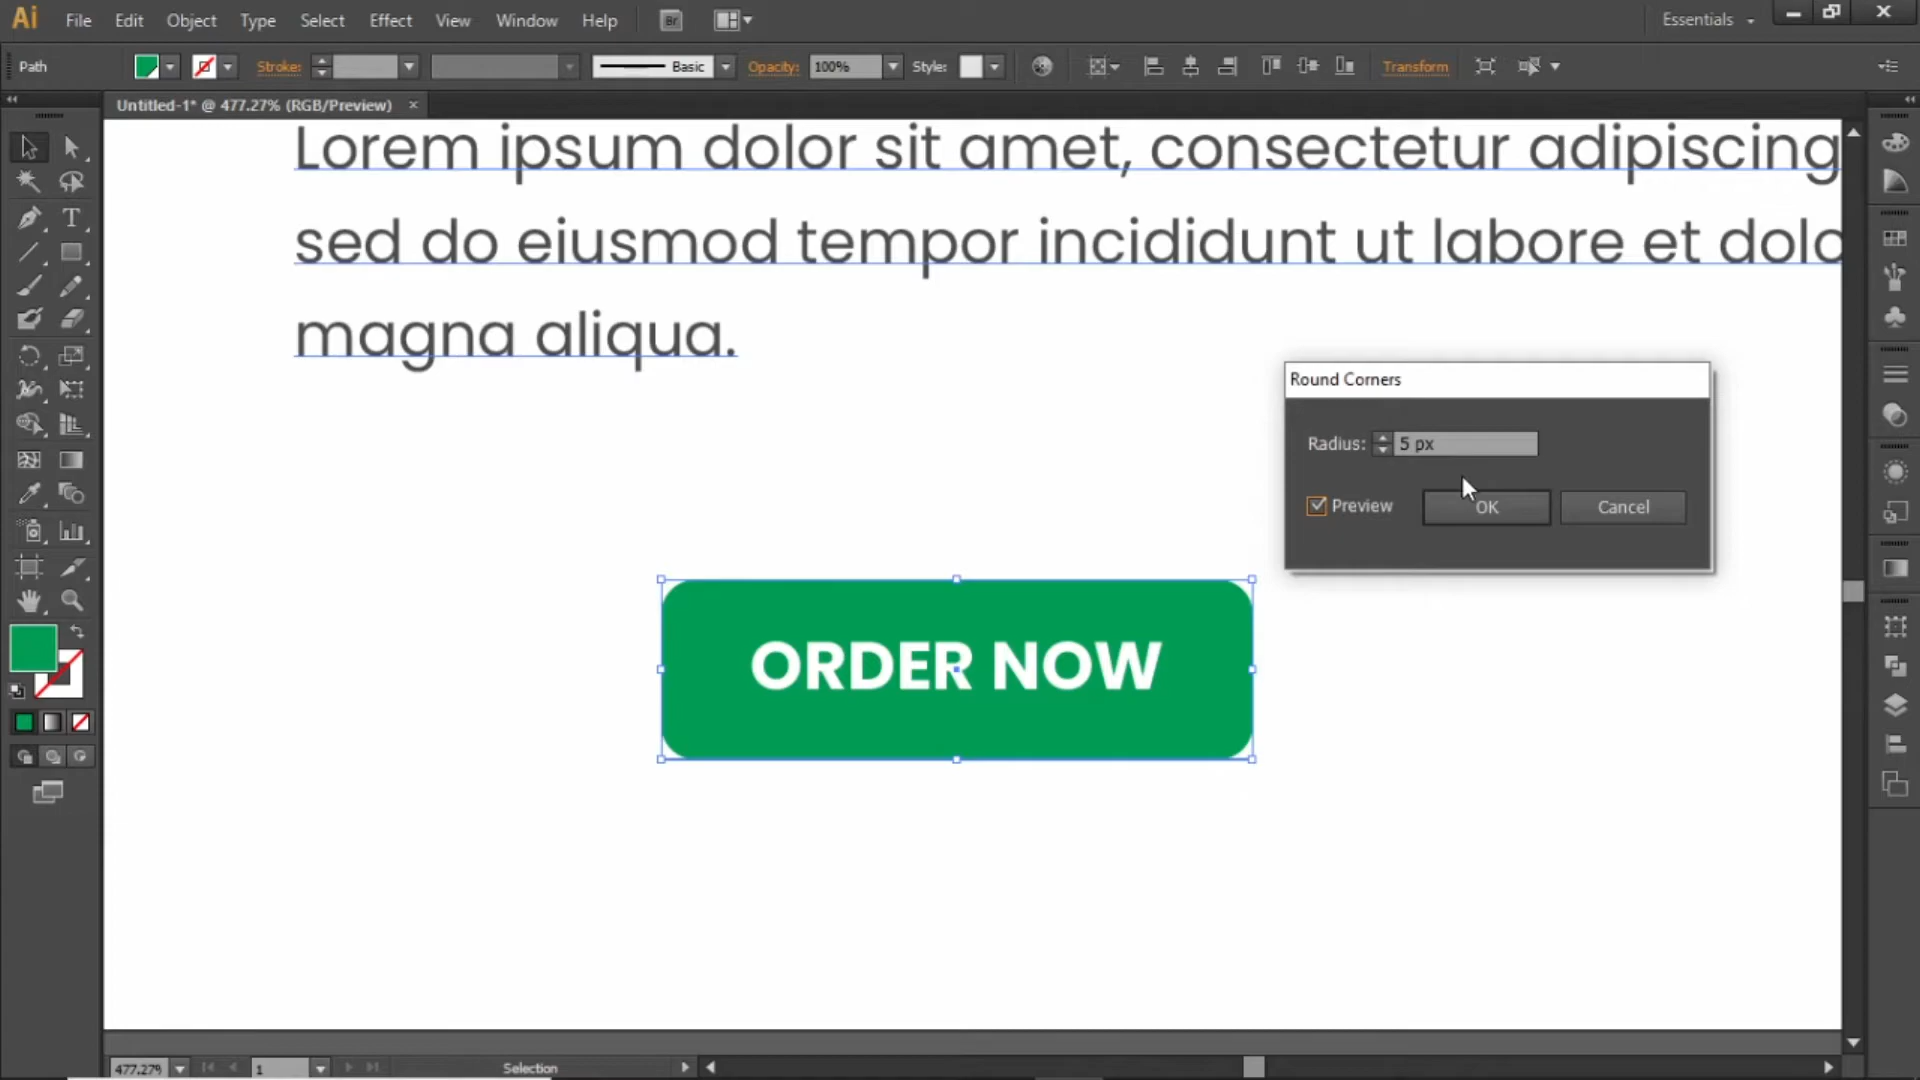 Ai File Edit Object Type Select Effect View Window Help Br Essentials
Path Stroke: Basic Opacity: 100% Style: Transform
Untitled-1* @ 477.27% (RGB/Preview) ×
Lorem ipsum dolor sit amet, consectetur adipiscing
sed do eiusmod tempor incididunt ut labore et dolo
magna aliqua.
Round Corners
Radius: 5 px
Preview OK Cancel
ORDER NOW
477.27% 1 Selection